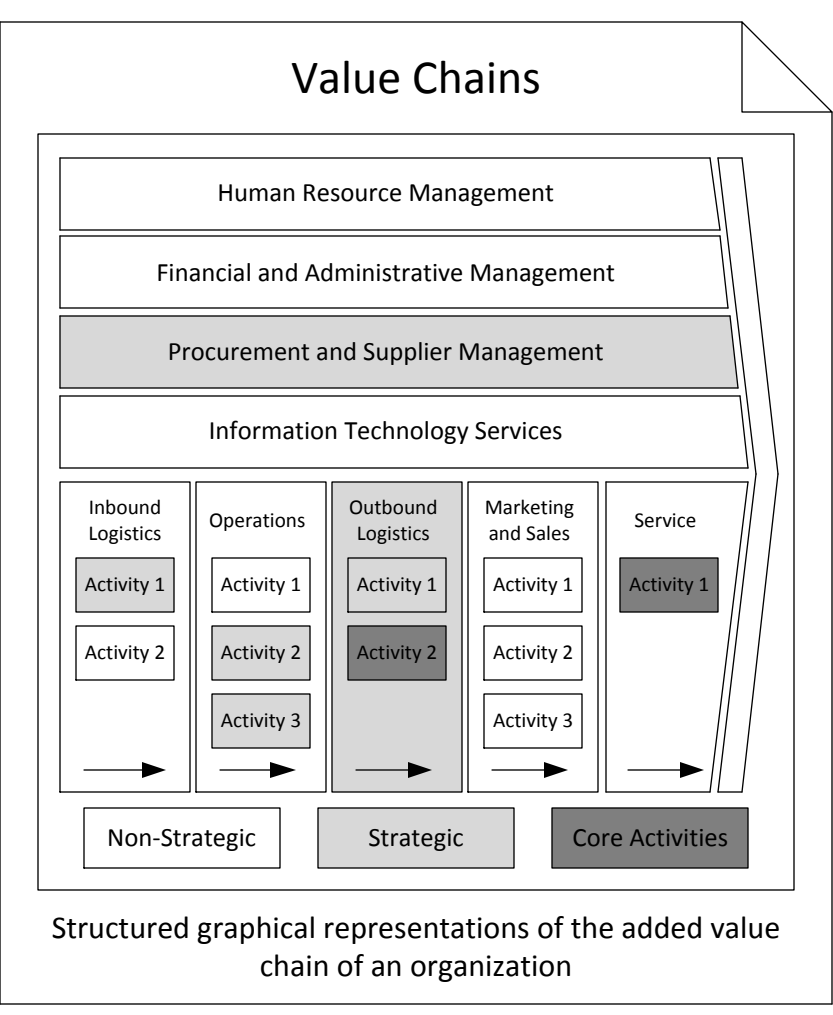 Value Chains
Human Resource Management
Financial and Administrative Management
Procurement and Supplier Management
Information Technology Services
Inbound
Logistics
Activity 1
Activity 2
Operations
Activity 1
Activity 2
Activity 3
Outbound
Logistics
Activity 1
Activity 2
Marketing
and Sales
Activity 1
Activity 2
Activity 3
Service
Activity 1
Non-Strategic
Strategic
Core Activities
Structured graphical representations of the added value
chain of an organization